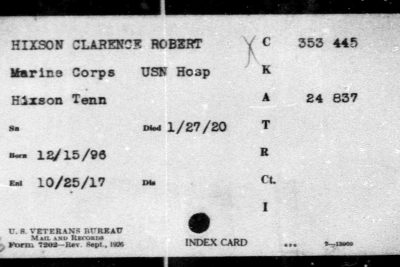 HIXSON CLARENCE ROBERT C 353 445
Marine Corps USN Hosp K
Hixson Tenn A 24 837
Sn Died 1/27/20 T
Born 12/15/96 R
Enl 10/25/17 Dis Ct.
I
U. S. VETERANS BUREAU
MAIL AND RECORDS
FORM 7202—Rev. Sept., 1926 INDEX CARD